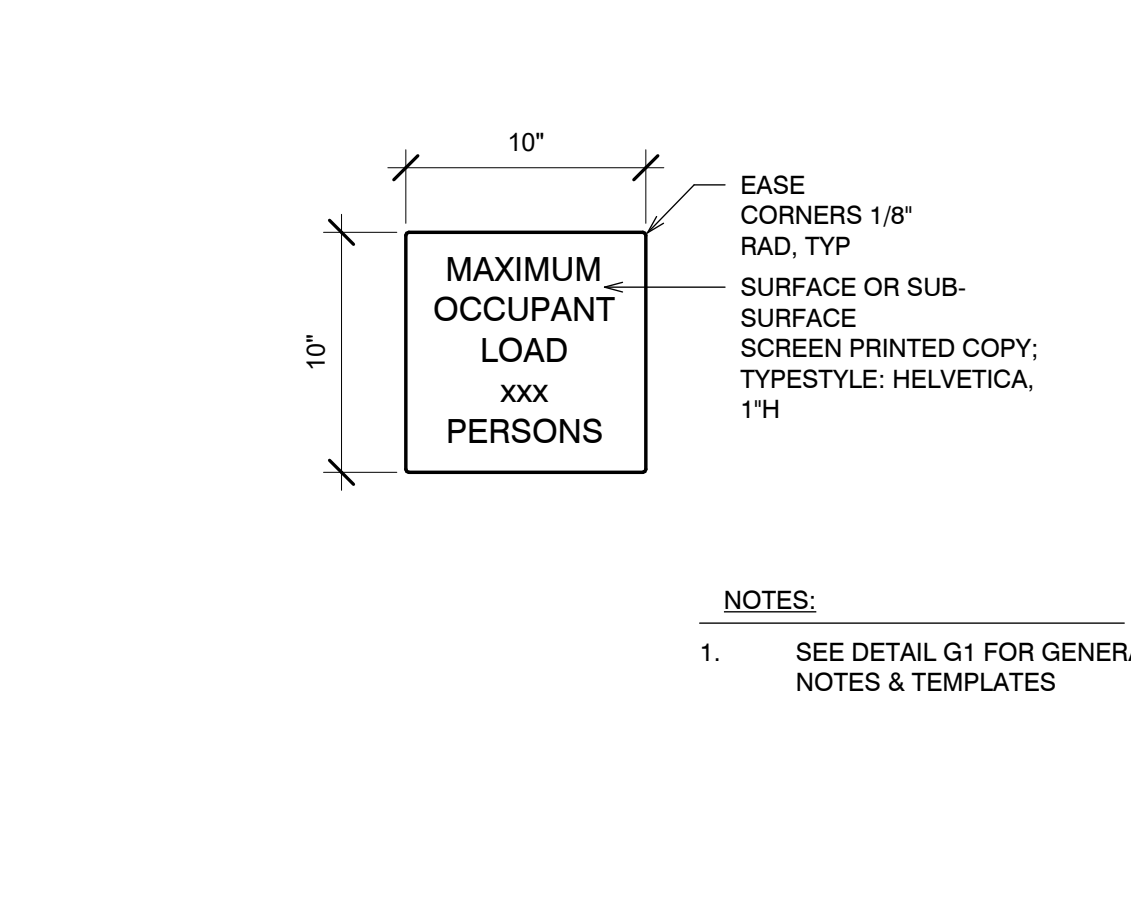 10"
EASE
CORNERS 1/8"
RAD, TYP
MAXIMUM
OCCUPANT
LOAD
xxx
PERSONS
10"
SURFACE OR SUB-
SURFACE
SCREEN PRINTED COPY;
TYPESTYLE: HELVETICA,
1"H
NOTES:
1. SEE DETAIL G1 FOR
NOTES & TEMPLATES